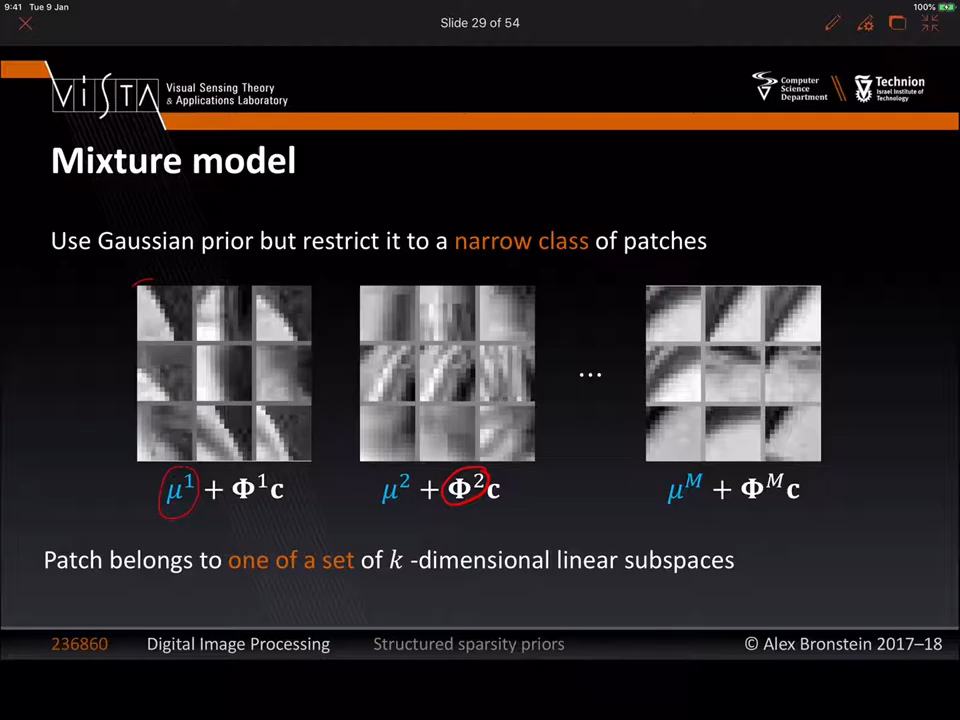 9:41 Tue 9 Jan
100%
Slide 29 of 54
VISTA
Visual Sensing Theory
& Applications Laboratory
Computer
Science
Department
Technion
Israel Institute of
Technology
Mixture model
Use Gaussian prior but restrict it to a narrow class of patches
...
μ¹ + Φ¹c
μ² + Φ²c
μᴹ + Φᴹc
Patch belongs to one of a set of k -dimensional linear subspaces
236860 Digital Image Processing Structured sparsity priors © Alex Bronstein 2017–18